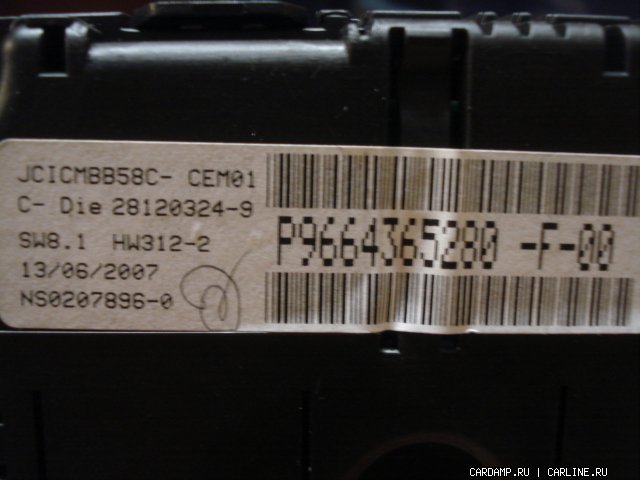 JCICMBB58C- CEM01
C- Die 28120324-9
SW8.1 HW312-2
13/06/2007
NS0207896-0
P9664365280 -F-00
CARDAMP.RU | CARLINE.RU